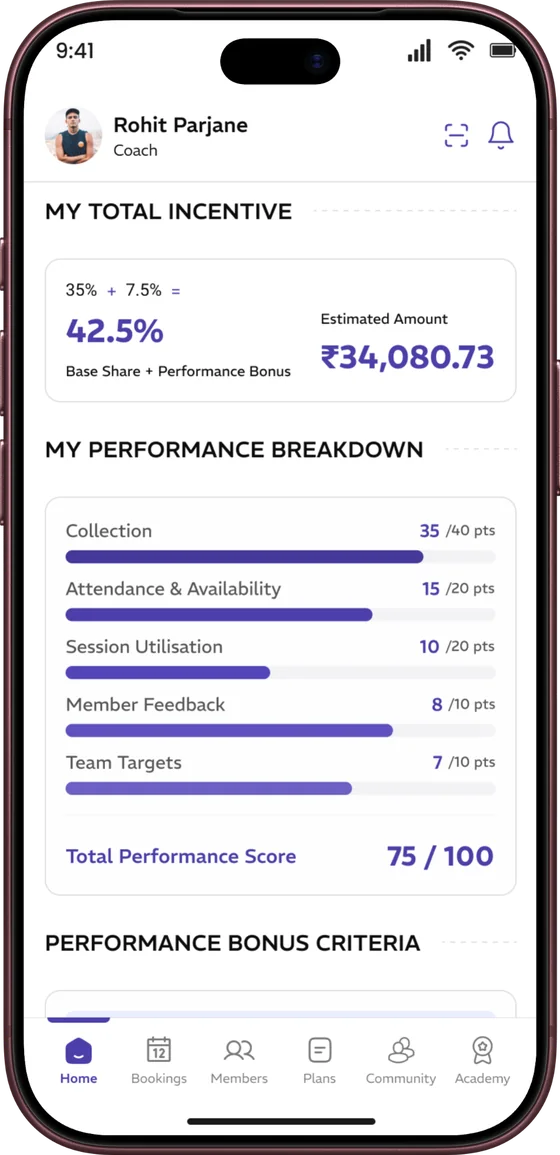 9:41
Rohit Parjane
Coach
MY TOTAL INCENTIVE
35% + 7.5% =
42.5%
Base Share + Performance Bonus
Estimated Amount
₹34,080.73
MY PERFORMANCE BREAKDOWN
Collection 35 /40 pts
Attendance & Availability 15 /20 pts
Session Utilisation 10 /20 pts
Member Feedback 8 /10 pts
Team Targets 7 /10 pts
Total Performance Score 75 / 100
PERFORMANCE BONUS CRITERIA
12
Home Bookings Members Plans Community Academy